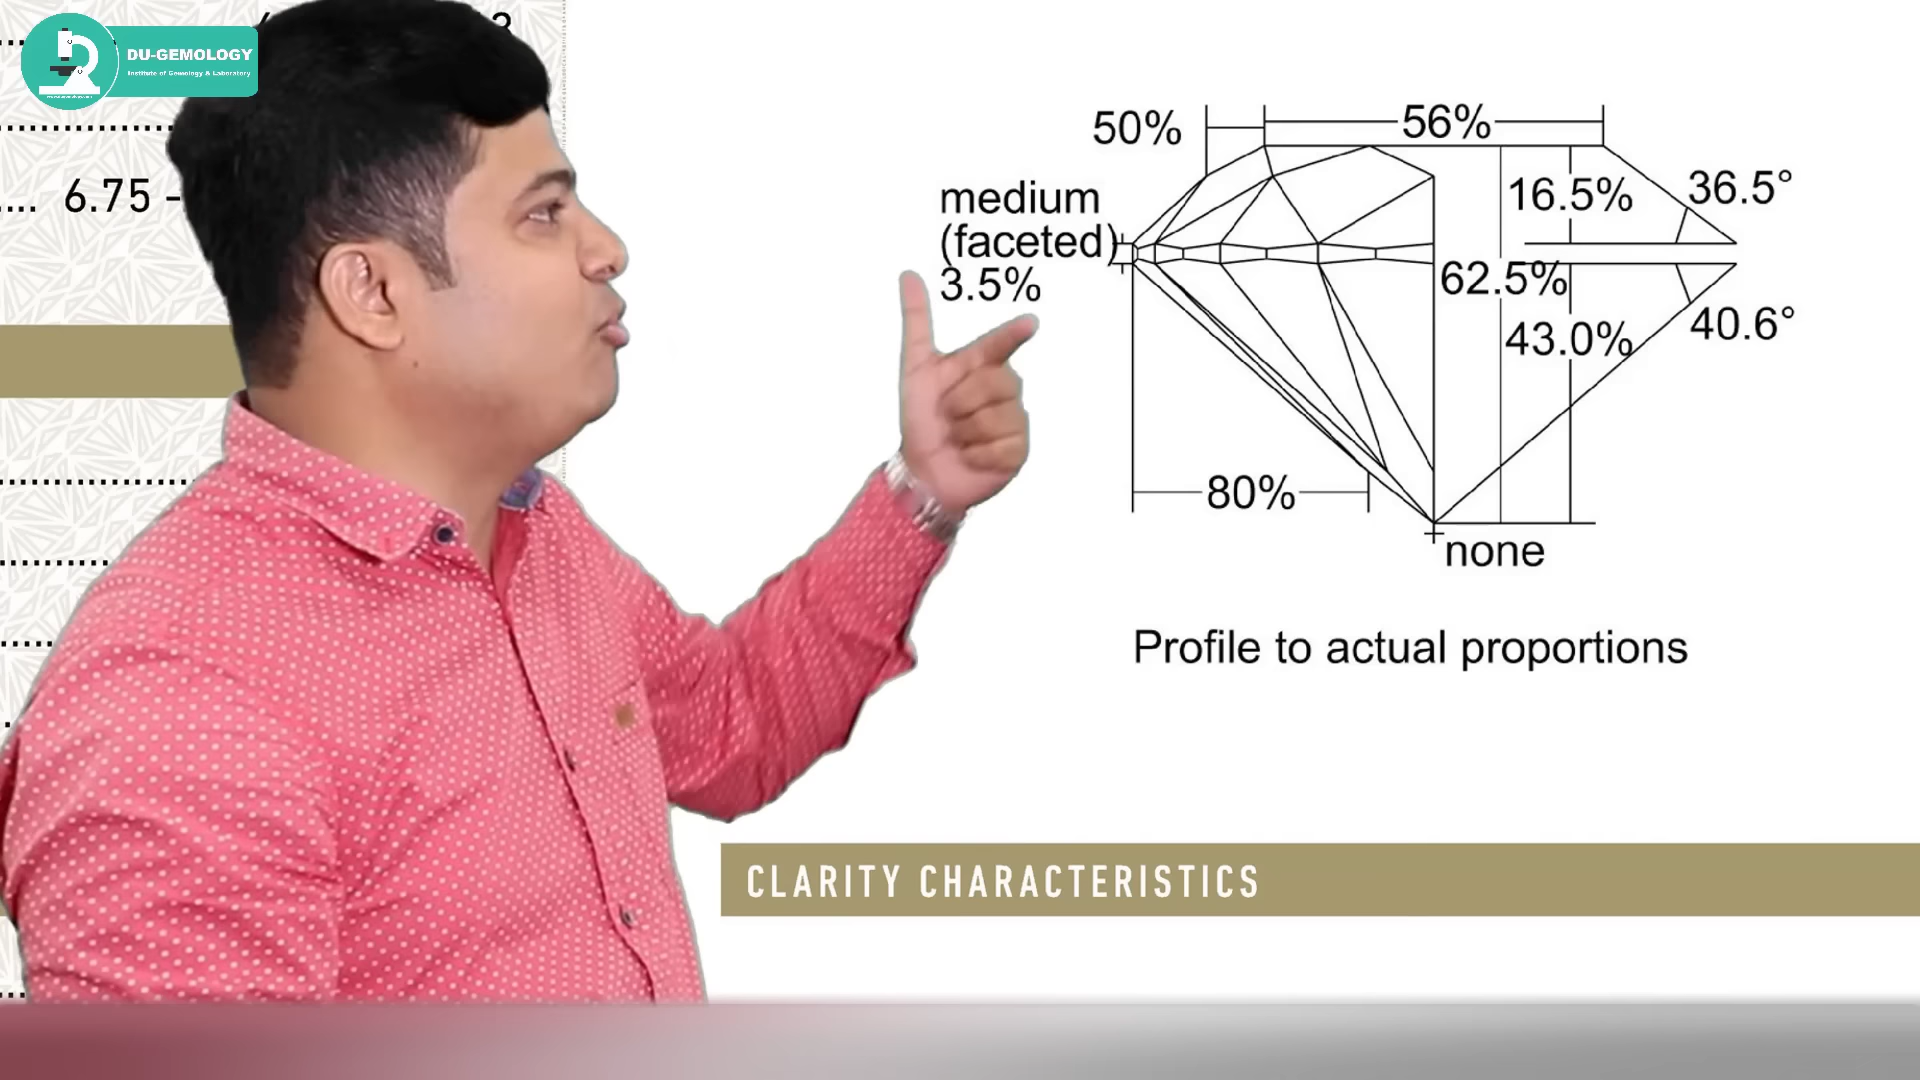 DU-GEMOLOGY
Institute of Gemology & Laboratory
6.75 -
50%
56%
medium
(faceted)
3.5%
16.5%
36.5°
62.5%
43.0%
40.6°
80%
none
Profile to actual proportions
CLARITY CHARACTERISTICS